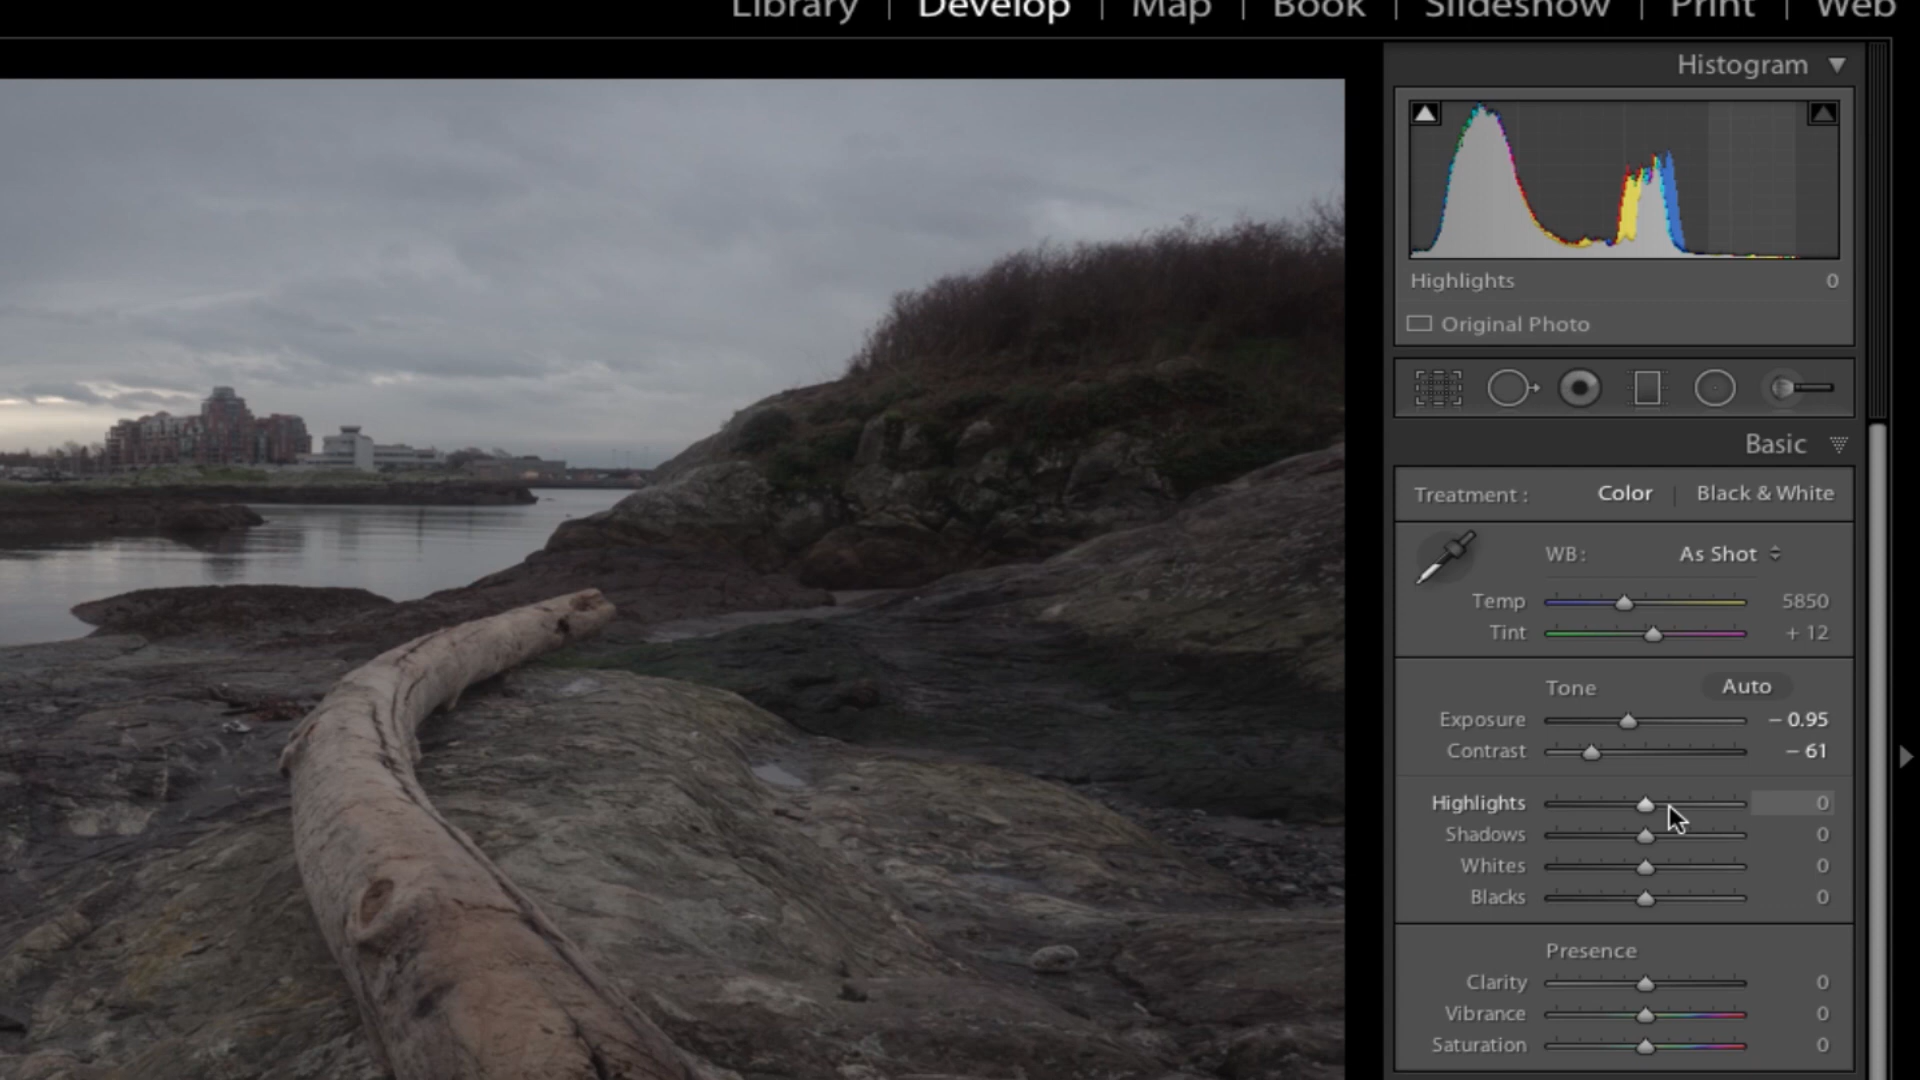 Library | Develop | Map | Book | Slideshow | Print | Web
Histogram
Highlights 0
Original Photo
Basic
Treatment : Color | Black & White
WB: As Shot
Temp 5850
Tint + 12
Tone Auto
Exposure – 0.95
Contrast – 61
Highlights 0
Shadows 0
Whites 0
Blacks 0
Presence
Clarity 0
Vibrance 0
Saturation 0